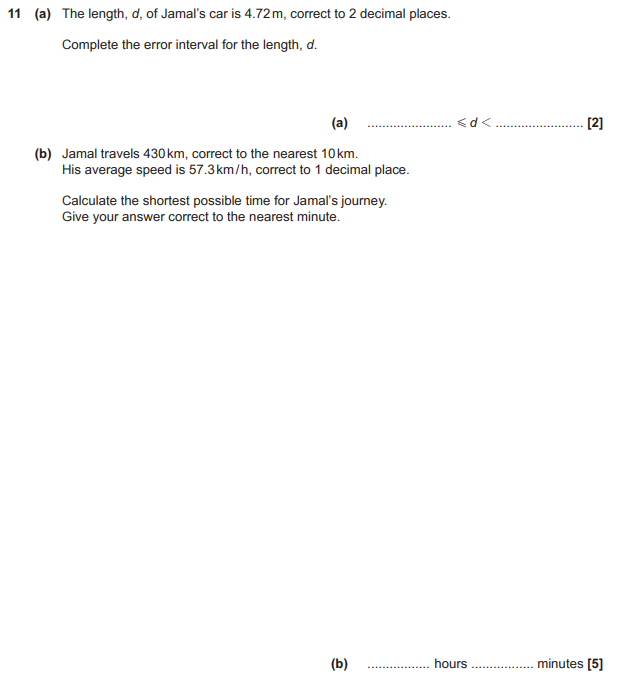 11 (a) The length, d, of Jamal's car is 4.72 m, correct to 2 decimal places.
Complete the error interval for the length, d.
(a) ...................... ⩽ d < ....................... [2]
(b) Jamal travels 430 km, correct to the nearest 10 km.
His average speed is 57.3 km/h, correct to 1 decimal place.
Calculate the shortest possible time for Jamal's journey.
Give your answer correct to the nearest minute.
(b) ................. hours ................. minutes [5]